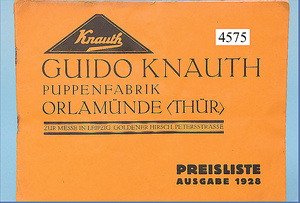 Knauth
4575
GUIDO KNAUTH
PUPPENFABRIK
ORLAMÜNDE (THÜR)
ZUR MESSE IN LEIPZIG: GOLDENER HIRSCH, PETERSSTRASSE
PREISLISTE
AUSGABE 1928